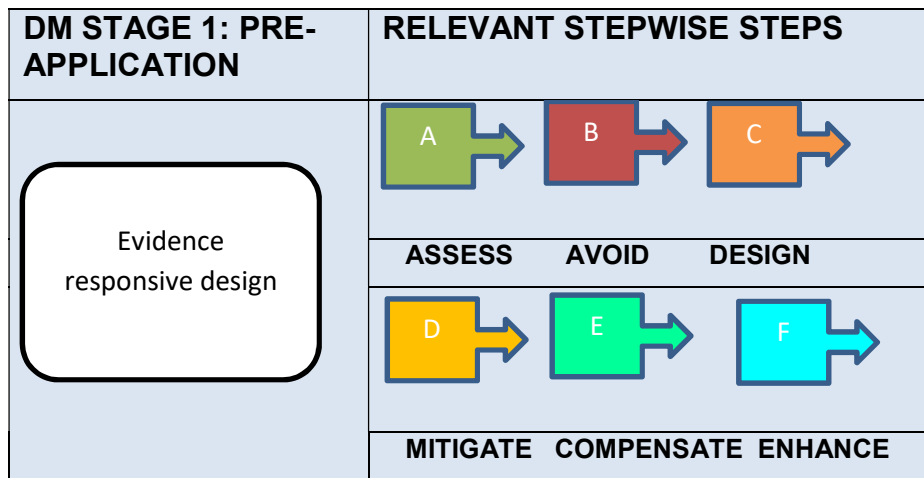 DM STAGE 1: PRE-
APPLICATION
RELEVANT STEPWISE STEPS
Evidence
responsive design
A B C
ASSESS AVOID DESIGN
D E F
MITIGATE COMPENSATE ENHANCE